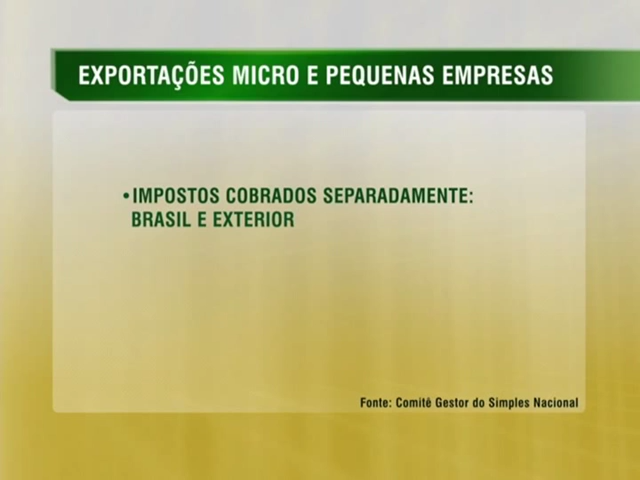 EXPORTAÇÕES MICRO E PEQUENAS EMPRESAS
•IMPOSTOS COBRADOS SEPARADAMENTE:
BRASIL E EXTERIOR
Fonte: Comitê Gestor do Simples Nacional